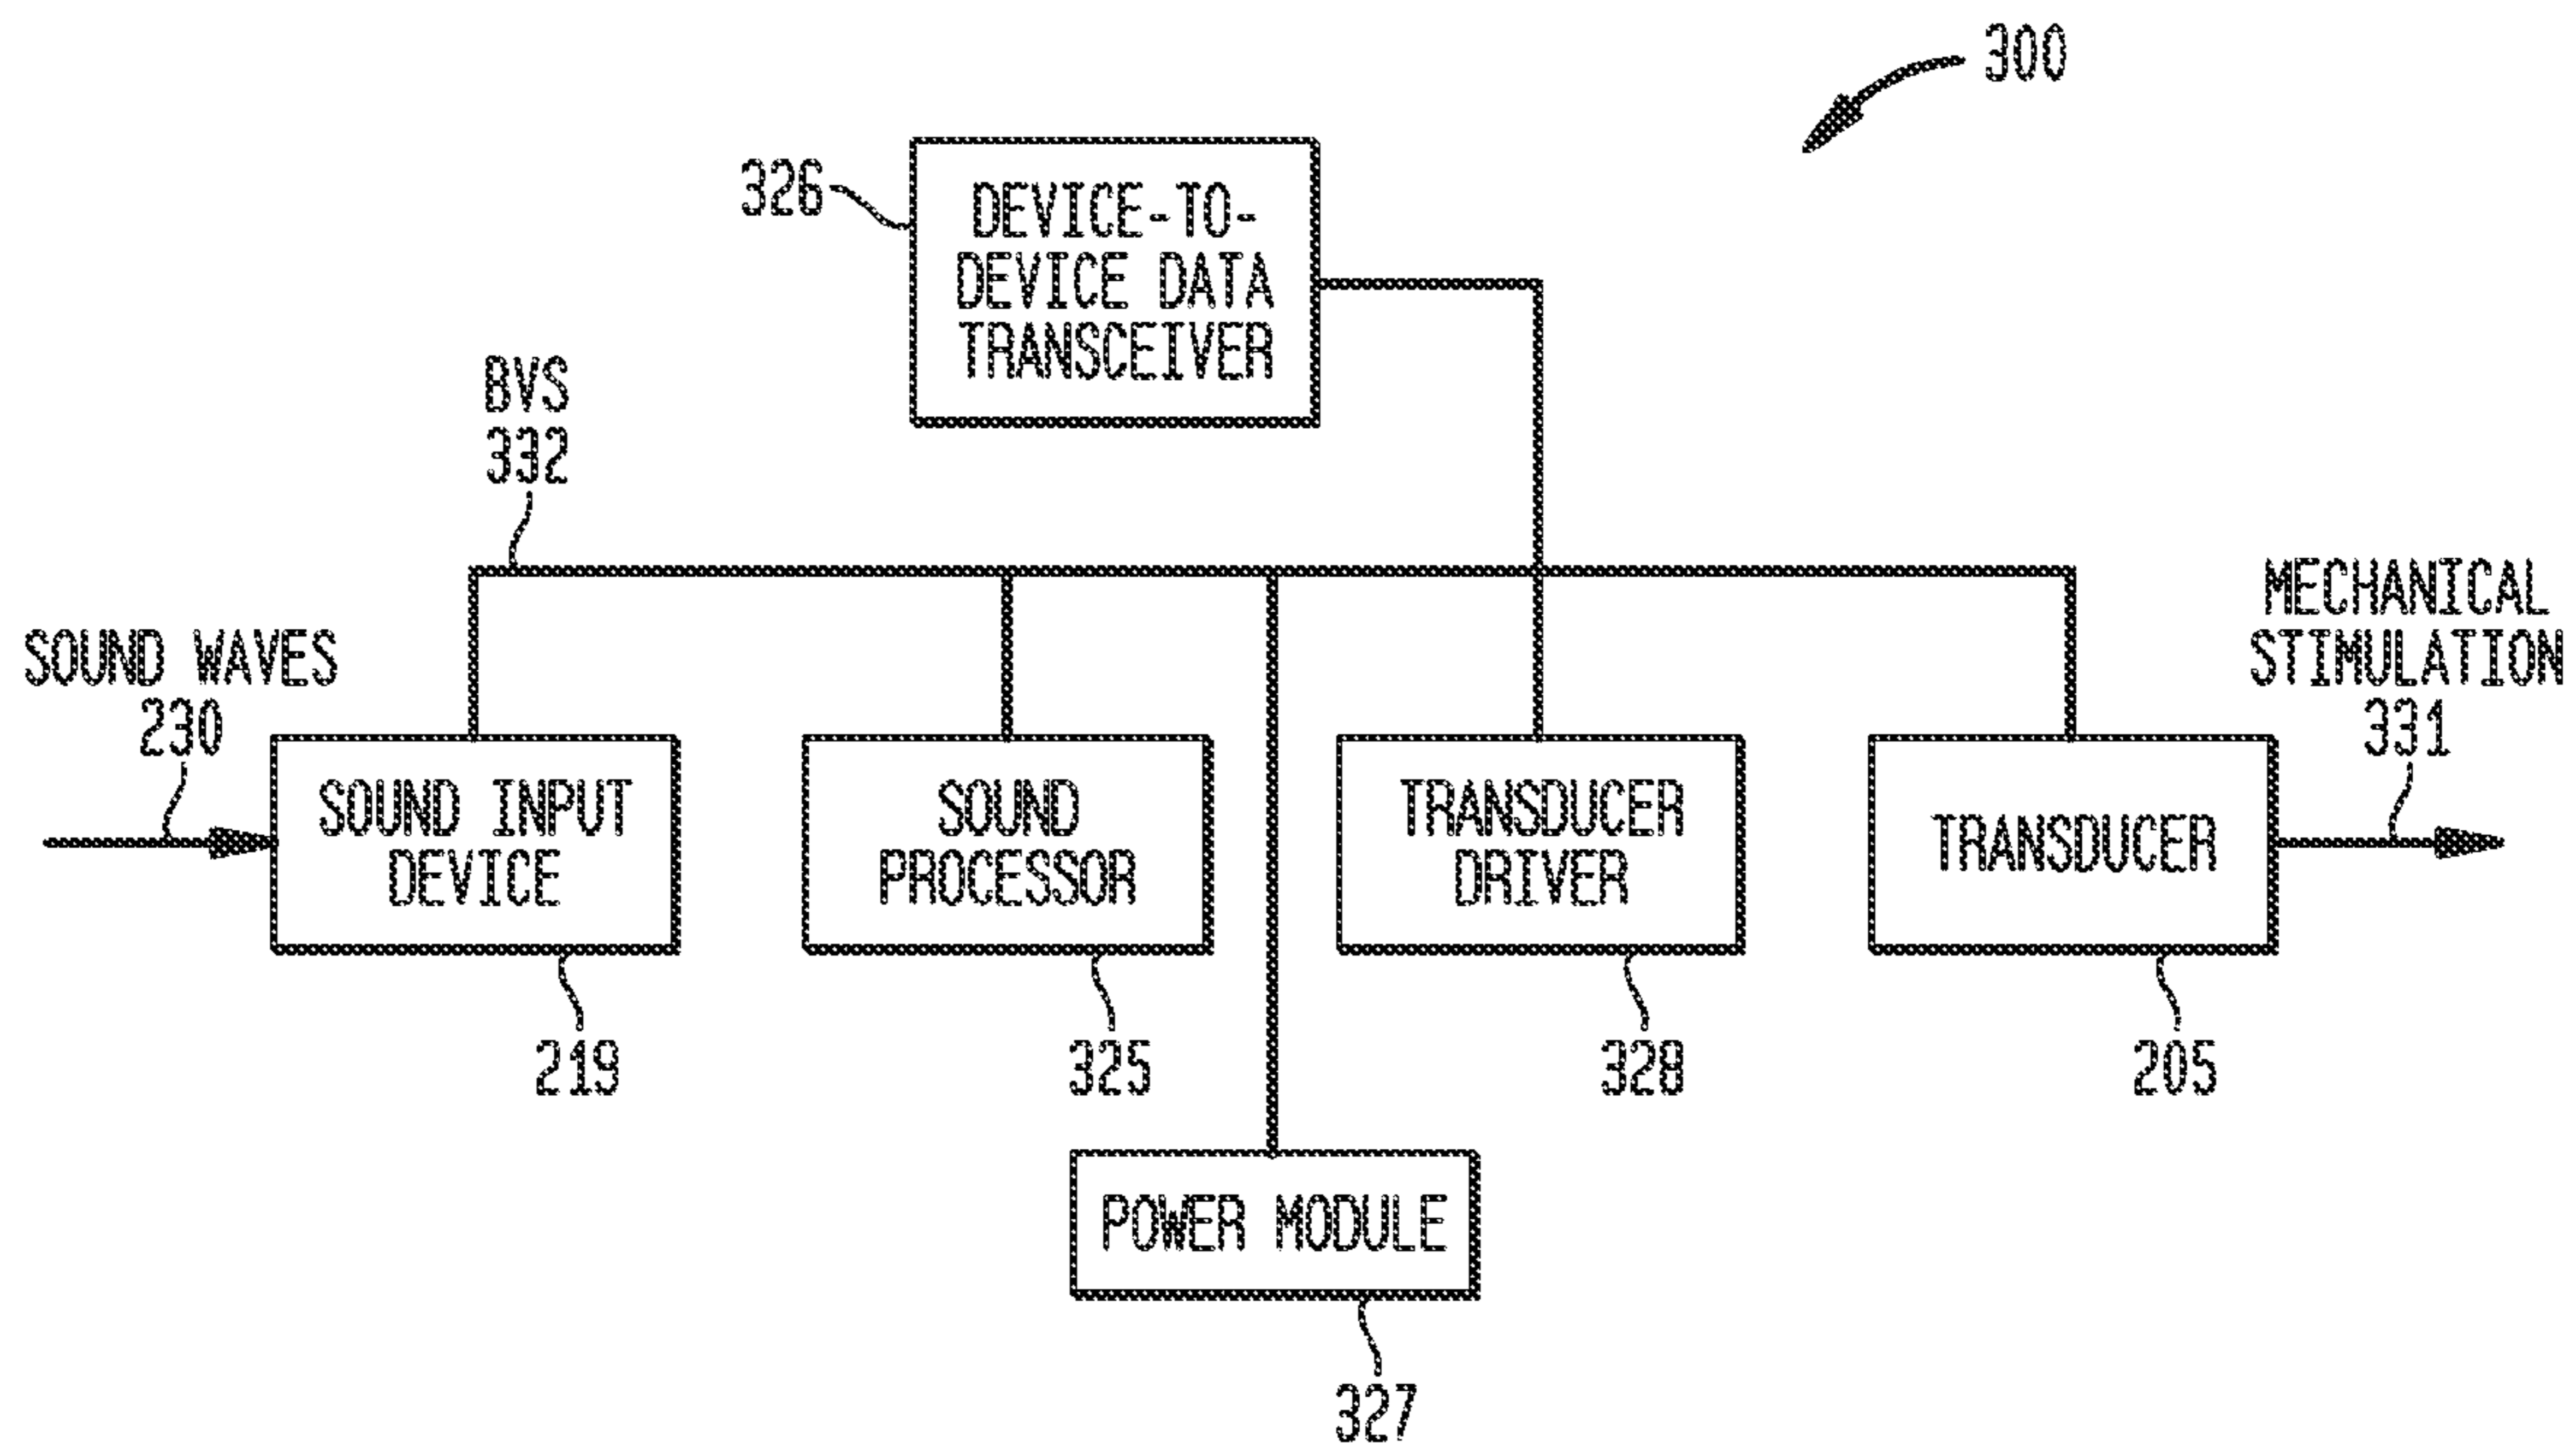 300
326
DEVICE-TO-
DEVICE DATA
TRANSCEIVER
BVS
332
SOUND WAVES
230
MECHANICAL
STIMULATION
331
SOUND INPUT
DEVICE
SOUND
PROCESSOR
TRANSDUCER
DRIVER
TRANSDUCER
219
325
328
205
POWER MODULE
327